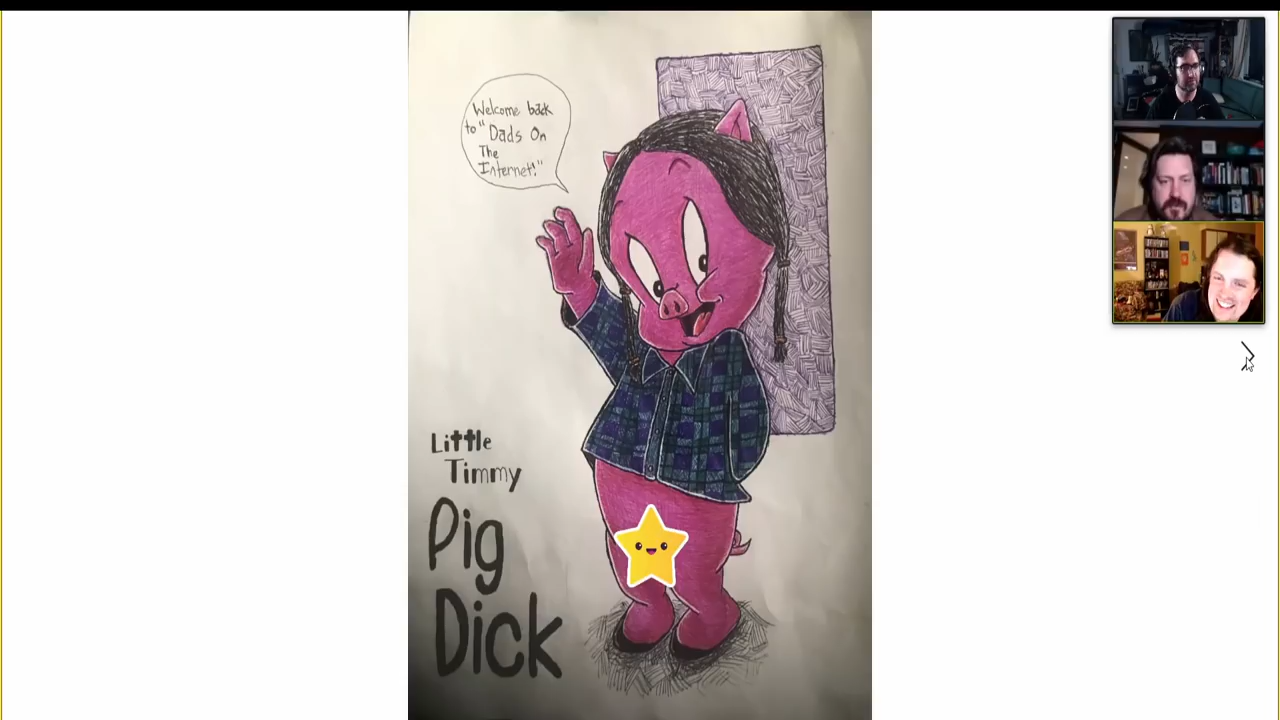 Welcome back
to "Dads On
The
Internet!"
Little
Timmy
Pig
Dick